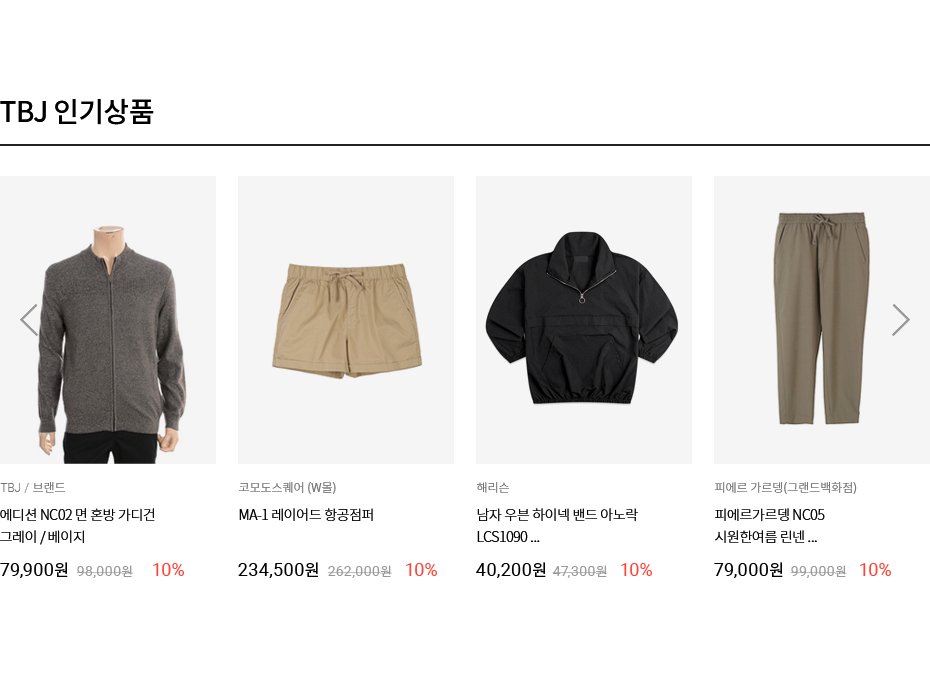 TBJ 인기상품
TBJ / 브랜드
에디션 NC02 면 혼방 가디건
그레이 / 베이지
79,900원 98,000원 10%
코모도스퀘어 (W몰)
MA-1 레이어드 항공점퍼
234,500원 262,000원 10%
해리슨
남자 우븐 하이넥 밴드 아노락
LCS1090 ...
40,200원 47,300원 10%
피에르 가르뎅(그랜드백화점)
피에르가르뎅 NC05
시원한여름 린넨 ...
79,000원 99,000원 10%